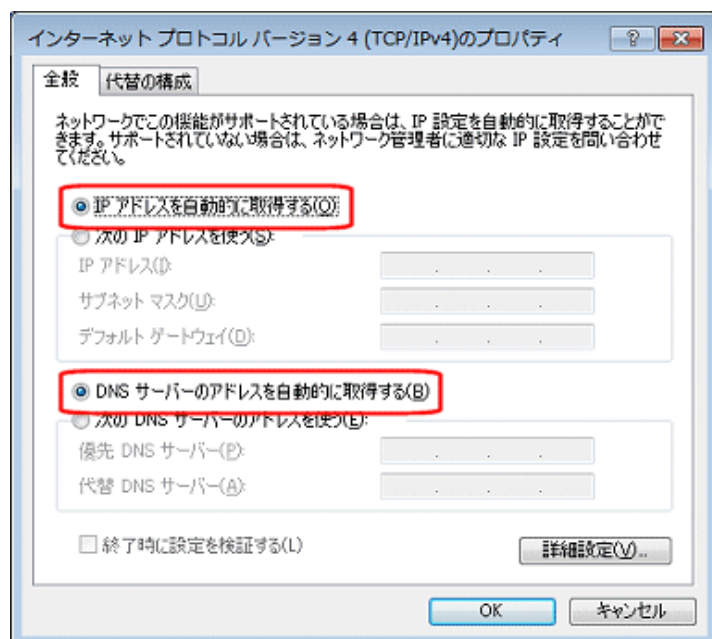 インターネット プロトコル バージョン 4 (TCP/IPv4)のプロパティ
全般
代替の構成
ネットワークでこの機能がサポートされている場合は、IP 設定を自動的に取得することがで
きます。サポートされていない場合は、ネットワーク管理者に適切な IP 設定を問い合わせ
てください。
IP アドレスを自動的に取得する(O)
次の IP アドレスを使う(S):
IP アドレス(I):
サブネット マスク(U):
デフォルト ゲートウェイ(D):
DNS サーバーのアドレスを自動的に取得する(B)
次の DNS サーバーのアドレスを使う(E):
優先 DNS サーバー(P):
代替 DNS サーバー(A):
終了時に設定を検証する(L)
詳細設定(V)...
OK
キャンセル